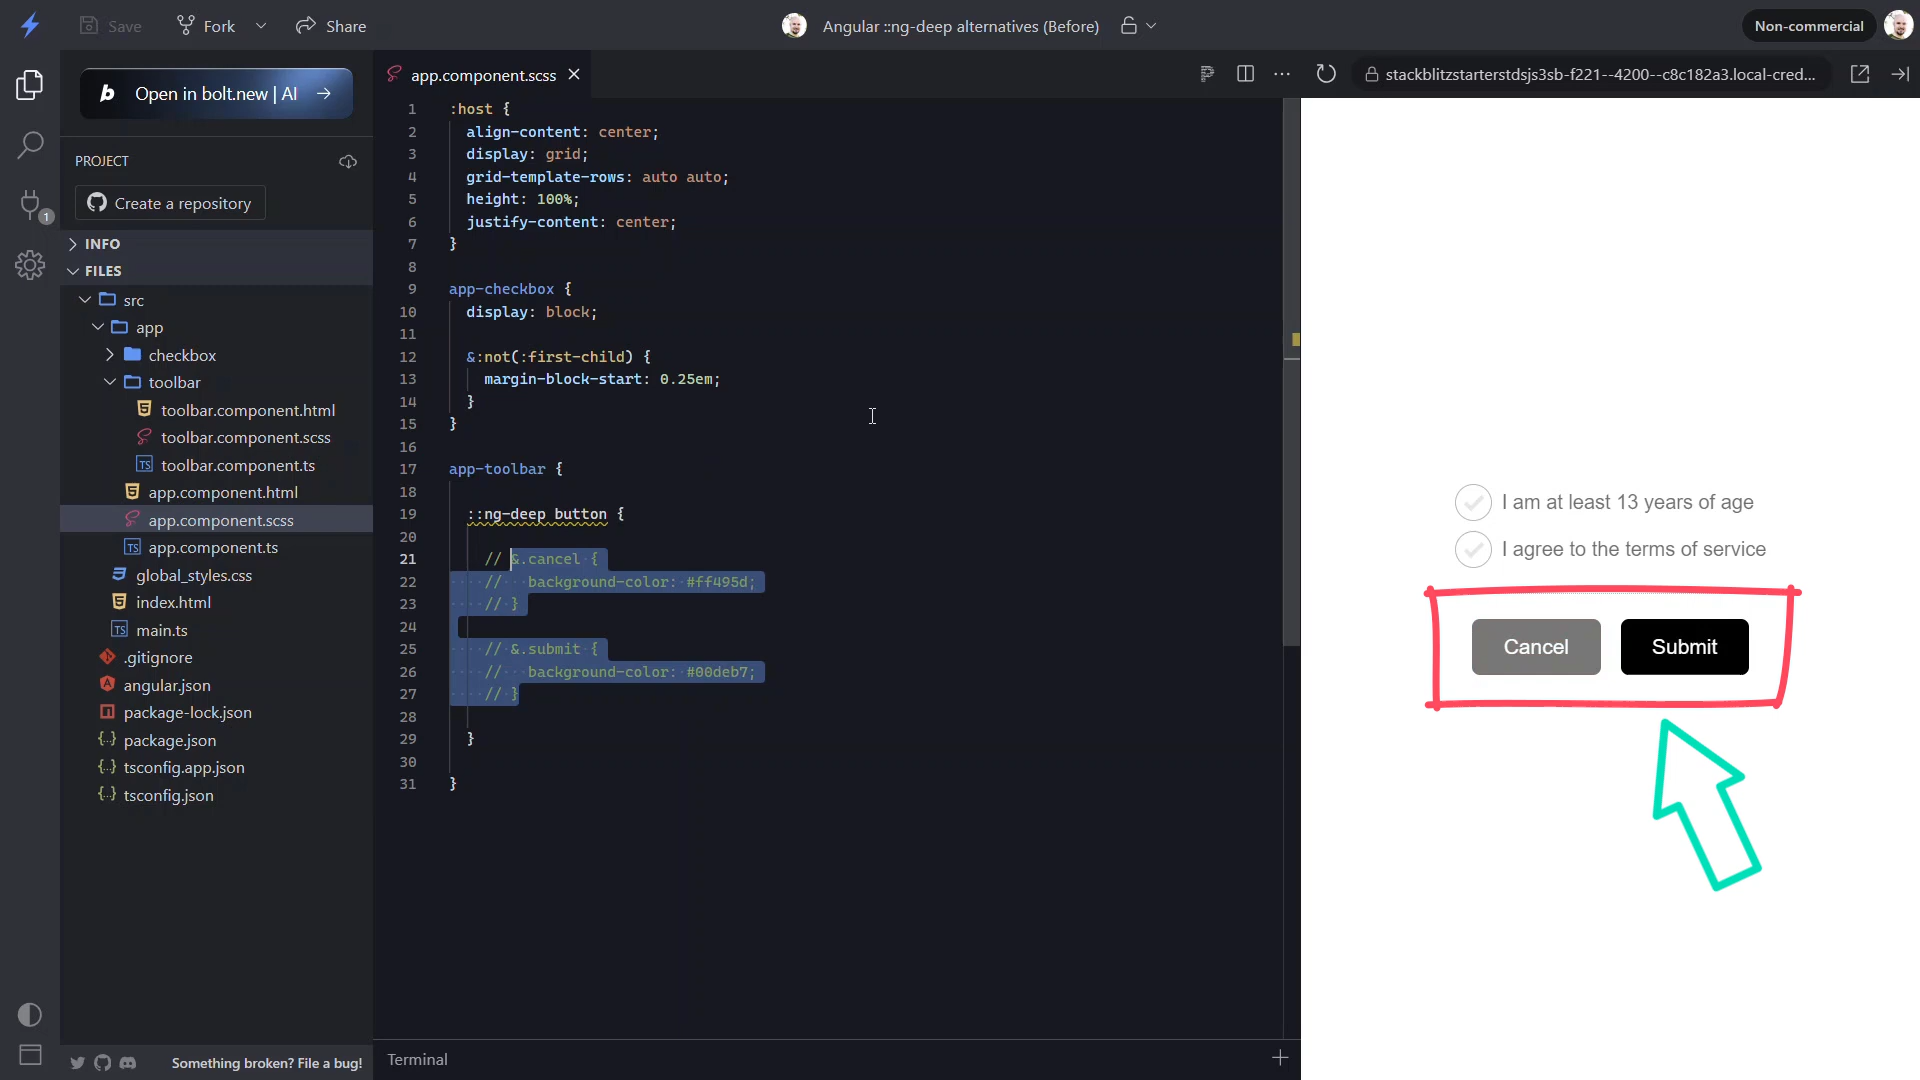 Save
Fork
Share
Angular ::ng-deep alternatives (Before)
Non-commercial
b Open in bolt.new | AI →
PROJECT
Create a repository
1
INFO
FILES
src
app
checkbox
toolbar
toolbar.component.html
toolbar.component.scss
TS toolbar.component.ts
app.component.html
app.component.scss
TS app.component.ts
global_styles.css
index.html
TS main.ts
.gitignore
angular.json
package-lock.json
{..} package.json
{..} tsconfig.app.json
{..} tsconfig.json
Something broken? File a bug!
app.component.scss
1 :host {
2 align-content: center;
3 display: grid;
4 grid-template-rows: auto auto;
5 height: 100%;
6 justify-content: center;
7 }
8
9 app-checkbox {
10 display: block;
11
12 &:not(:first-child) {
13 margin-block-start: 0.25em;
14 }
15 }
16
17 app-toolbar {
18
19 ::ng-deep button {
20
21 // &.cancel {
22 // background-color: #ff495d;
23 // }
24
25 // &.submit {
26 // background-color: #00deb7;
27 // }
28
29 }
30
31 }
Terminal
stackblitzstarterstdsjs3sb-f221--4200--c8c182a3.local-cred...
I am at least 13 years of age
I agree to the terms of service
Cancel Submit